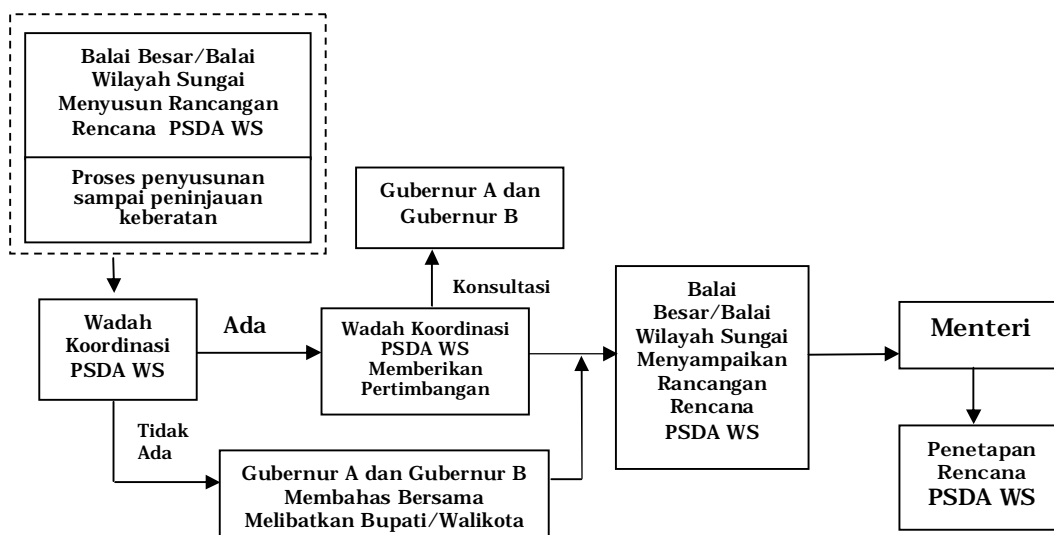 Balai Besar/Balai
Wilayah Sungai
Menyusun Rancangan
Rencana PSDA WS
Proses penyusunan
sampai peninjauan
keberatan
Gubernur A dan
Gubernur B
Konsultasi
Wadah
Koordinasi
PSDA WS
Ada
Wadah Koordinasi
PSDA WS
Memberikan
Pertimbangan
Balai
Besar/Balai
Wilayah Sungai
Menyampaikan
Rancangan
Rencana
PSDA WS
Menteri
Tidak
Ada
Gubernur A dan Gubernur B
Membahas Bersama
Melibatkan Bupati/Walikota
Penetapan
Rencana
PSDA WS